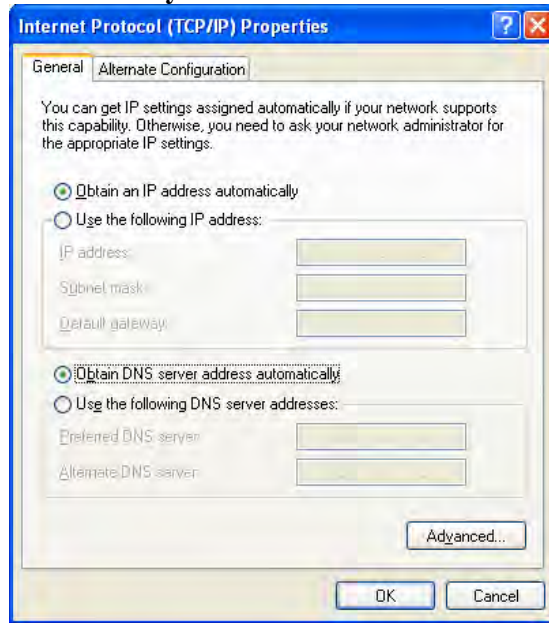 Internet Protocol (TCP/IP) Properties
General
Alternate Configuration
You can get IP settings assigned automatically if your network supports
this capability. Otherwise, you need to ask your network administrator for
the appropriate IP settings.
Obtain an IP address automatically
Use the following IP address:
IP address:
Subnet mask:
Default gateway:
Obtain DNS server address automatically
Use the following DNS server addresses:
Preferred DNS server:
Alternate DNS server:
Advanced...
OK
Cancel